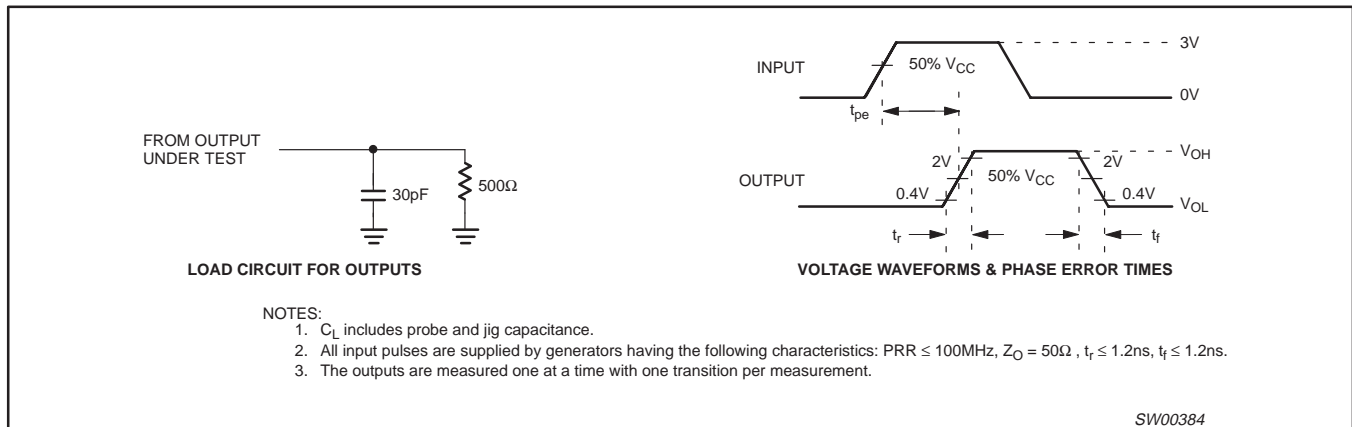 INPUT
50% VCC
3V
0V
tpe
FROM OUTPUT
UNDER TEST
30pF
500Ω
OUTPUT
2V
50% VCC
2V
VOH
0.4V
0.4V
VOL
tr
tf
LOAD CIRCUIT FOR OUTPUTS
VOLTAGE WAVEFORMS & PHASE ERROR TIMES
NOTES:
1. CL includes probe and jig capacitance.
2. All input pulses are supplied by generators having the following characteristics: PRR ≤ 100MHz, ZO = 50Ω , tr ≤ 1.2ns, tf ≤ 1.2ns.
3. The outputs are measured one at a time with one transition per measurement.
SW00384